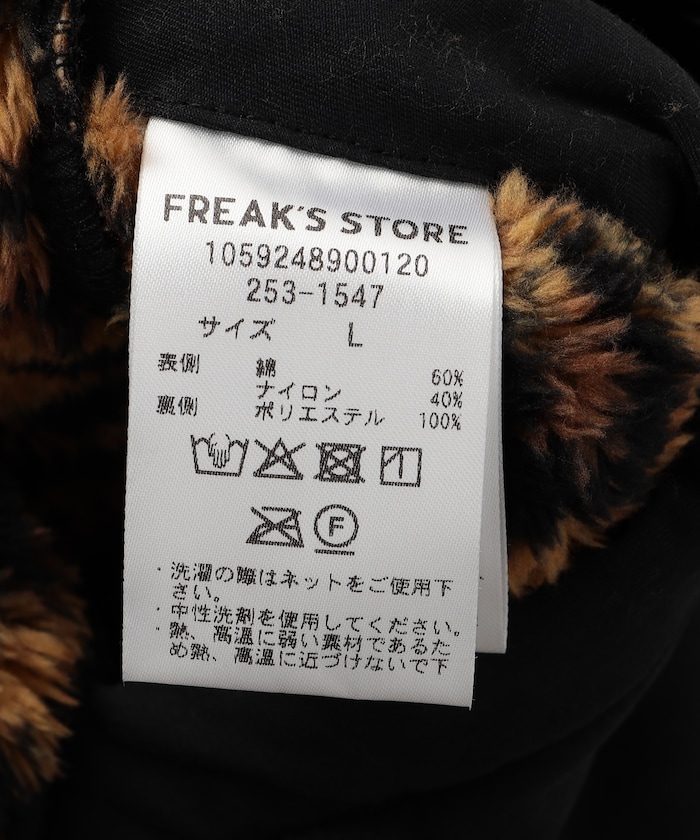 FREAK'S STORE
1059248900120
253-1547
サイズ L
表側 綿 60%
ナイロン 40%
裏側 ポリエステル 100%
F
・洗濯の際はネットをご使用下
さい。
・中性洗剤を使用してください。
・熱、高温に弱い素材であるた
め熱、高温に近づけないで下